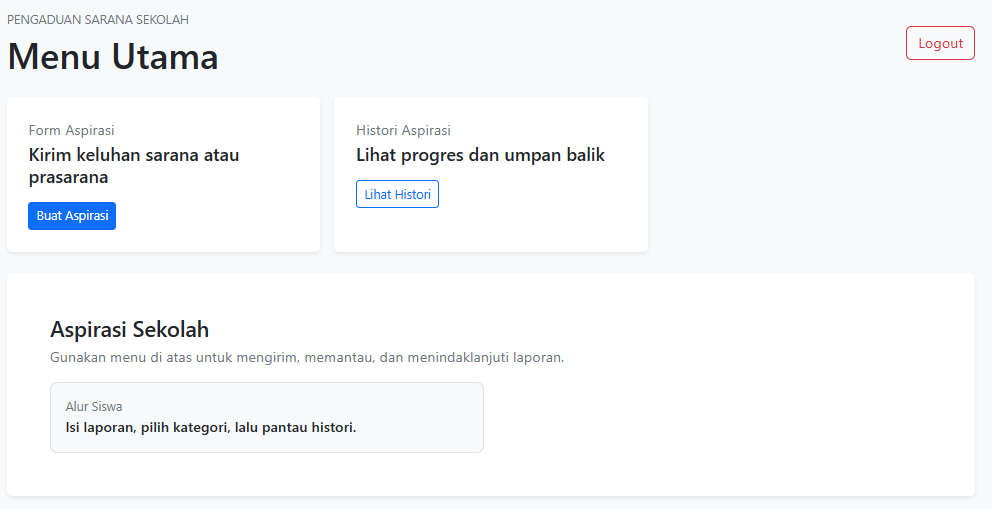 PENGADUAN SARANA SEKOLAH
Menu Utama
Logout
Form Aspirasi
Kirim keluhan sarana atau
prasarana
Buat Aspirasi
Histori Aspirasi
Lihat progres dan umpan balik
Lihat Histori
Aspirasi Sekolah
Gunakan menu di atas untuk mengirim, memantau, dan menindaklanjuti laporan.
Alur Siswa
Isi laporan, pilih kategori, lalu pantau histori.